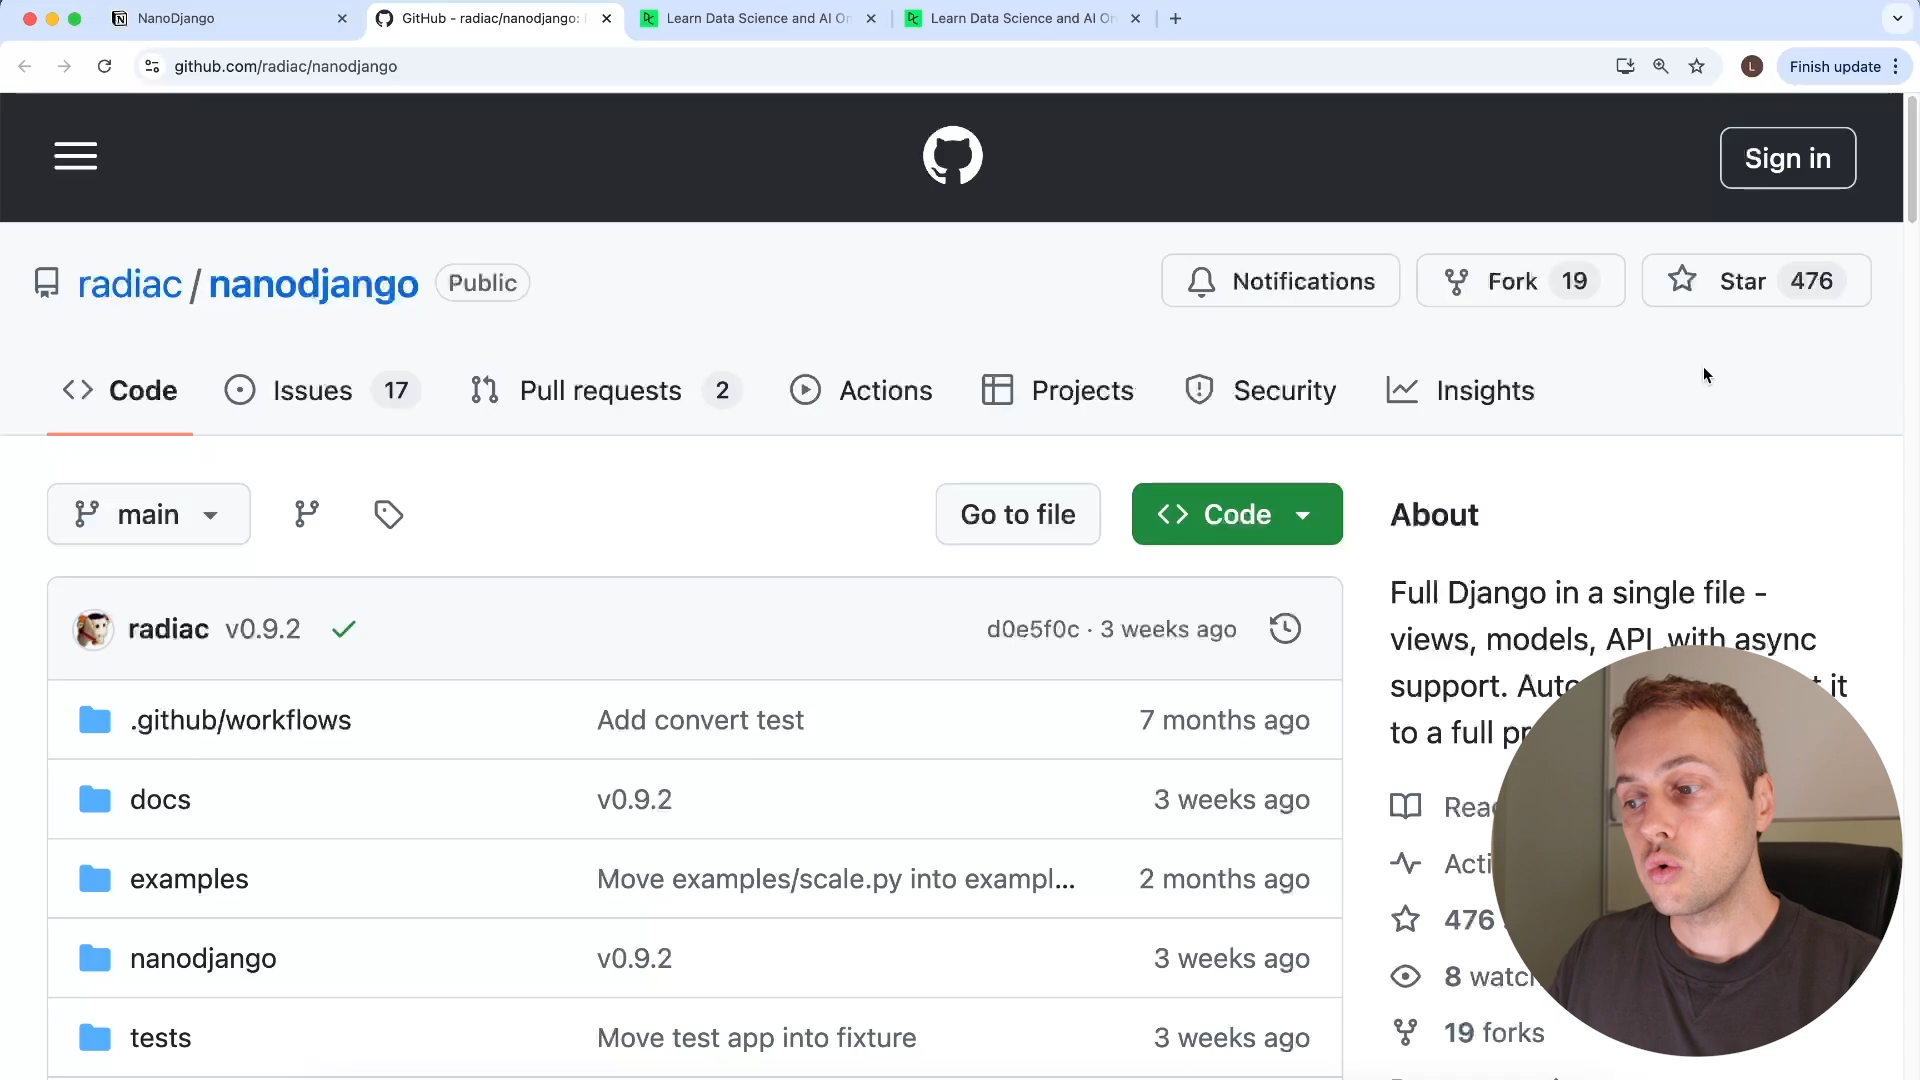 NanoDjango
GitHub - radiac/nanodjango:
Learn Data Science and AI On
Learn Data Science and AI On
github.com/radiac/nanodjango
L
Finish update
Sign in
radiac / nanodjango
Public
Notifications
Fork 19
Star 476
Code
Issues 17
Pull requests 2
Actions
Projects
Security
Insights
main
Go to file
Code
About
Full Django in a single file -
views, models, API with async
support. it
to a full
radiac v0.9.2
d0e5f0c · 3 weeks ago
.github/workflows
Add convert test
7 months ago
docs
v0.9.2
3 weeks ago
examples
Move examples/scale.py into exampl...
2 months ago
476
nanodjango
v0.9.2
3 weeks ago
8
tests
Move test app into fixture
3 weeks ago
19 forks